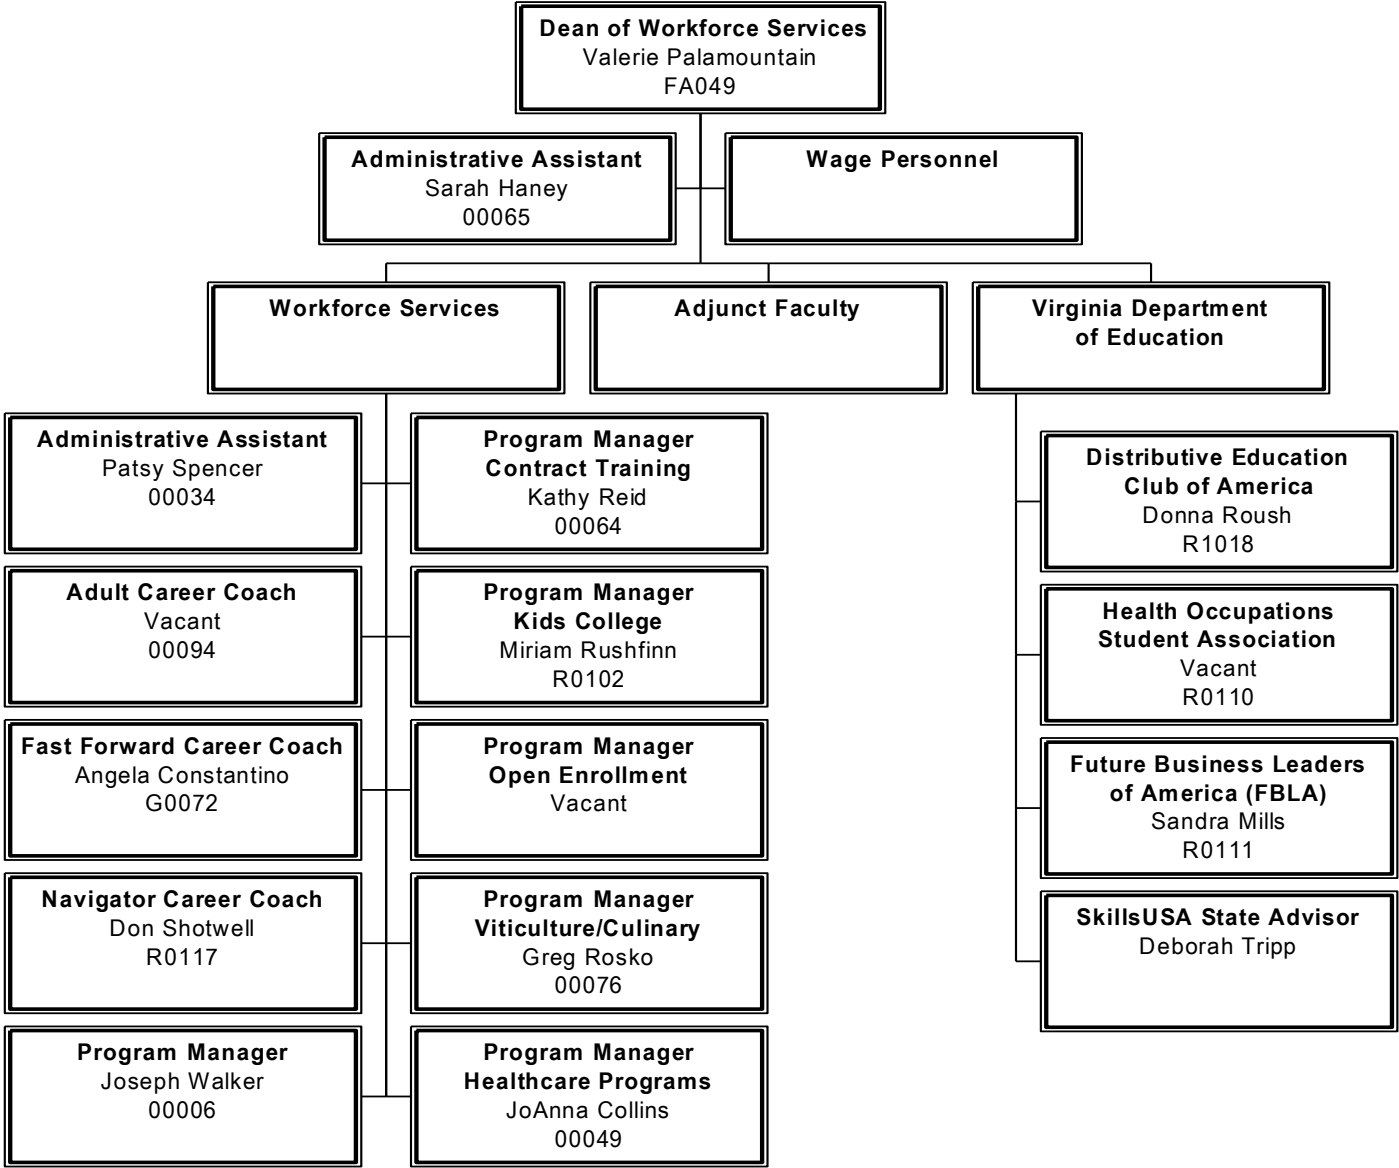 Dean of Workforce Services
Valerie Palamountain
FA049
Administrative Assistant
Sarah Haney
00065
Wage Personnel
Workforce Services
Adjunct Faculty
Virginia Department
of Education
Administrative Assistant
Patsy Spencer
00034
Program Manager
Contract Training
Kathy Reid
00064
Adult Career Coach
Vacant
00094
Program Manager
Kids College
Miriam Rushfinn
R0102
Fast Forward Career Coach
Angela Constantino
G0072
Program Manager
Open Enrollment
Vacant
Navigator Career Coach
Don Shotwell
R0117
Program Manager
Viticulture/Culinary
Greg Rosko
00076
Program Manager
Joseph Walker
00006
Program Manager
Healthcare Programs
JoAnna Collins
00049
Distributive Education
Club of America
Donna Roush
R1018
Health Occupations
Student Association
Vacant
R0110
Future Business Leaders
of America (FBLA)
Sandra Mills
R0111
SkillsUSA State Advisor
Deborah Tripp